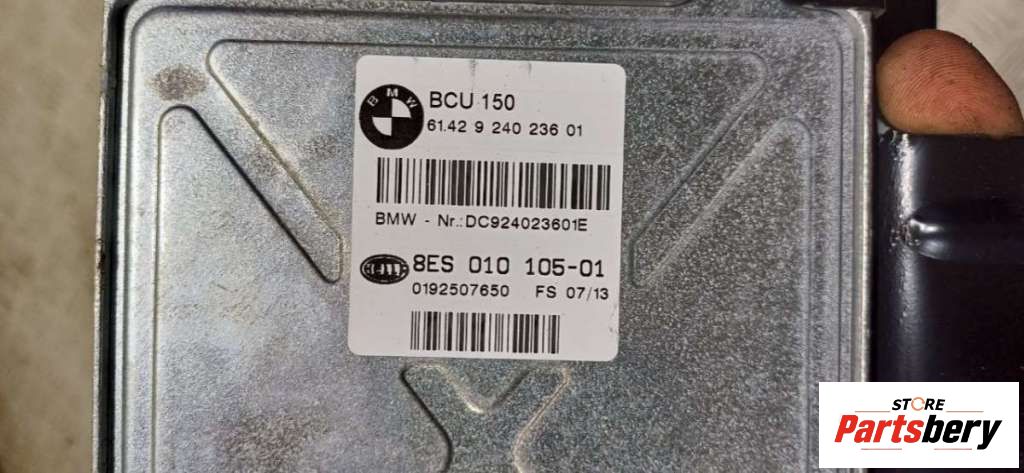 BMW
BCU 150
61.42 9 240 236 01
BMW - Nr.:DC924023601E
8ES 010 105-01
0192507650 FS 07/13
STORE
Partsbery